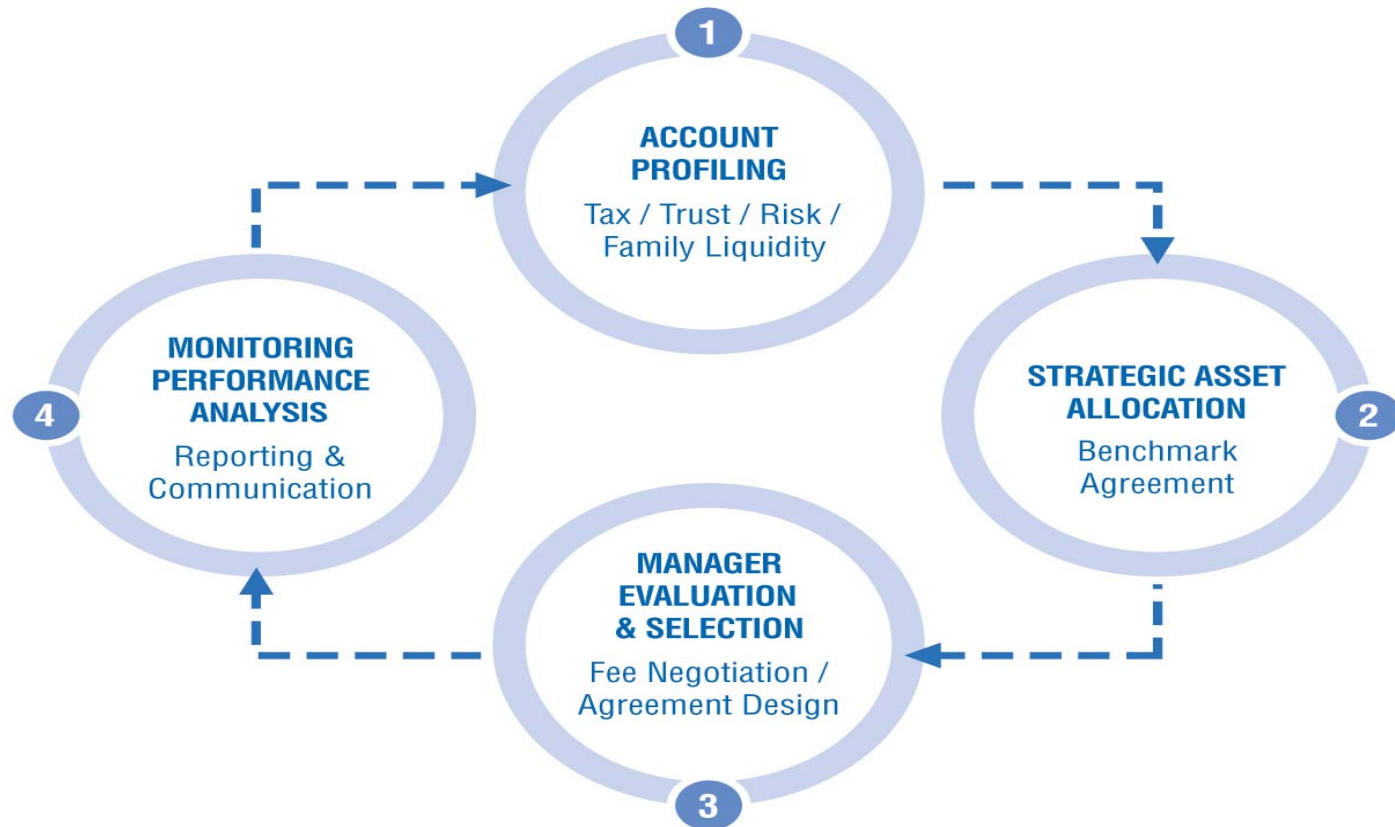 1
ACCOUNT
PROFILING
Tax / Trust / Risk /
Family Liquidity
2
STRATEGIC ASSET
ALLOCATION
Benchmark
Agreement
3
MANAGER
EVALUATION
& SELECTION
Fee Negotiation /
Agreement Design
4
MONITORING
PERFORMANCE
ANALYSIS
Reporting &
Communication